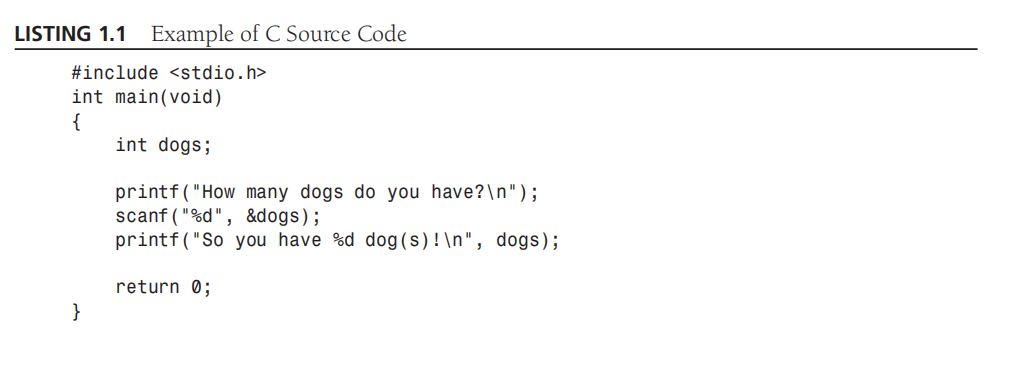 LISTING 1.1 Example of C Source Code
#include <stdio.h>
int main(void)
{
int dogs;
printf("How many dogs do you have?\n");
scanf("%d", &dogs);
printf("So you have %d dog(s)!\n", dogs);
return 0;
}